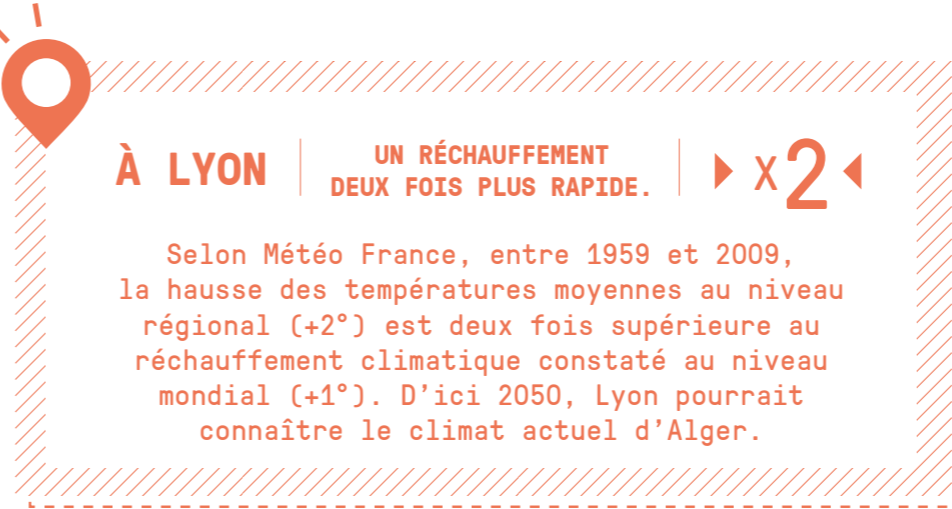 À LYON
UN RÉCHAUFFEMENT
DEUX FOIS PLUS RAPIDE.
x2
Selon Météo France, entre 1959 et 2009,
la hausse des températures moyennes au niveau
régional (+2°) est deux fois supérieure au
réchauffement climatique constaté au niveau
mondial (+1°). D’ici 2050, Lyon pourrait
connaître le climat actuel d’Alger.